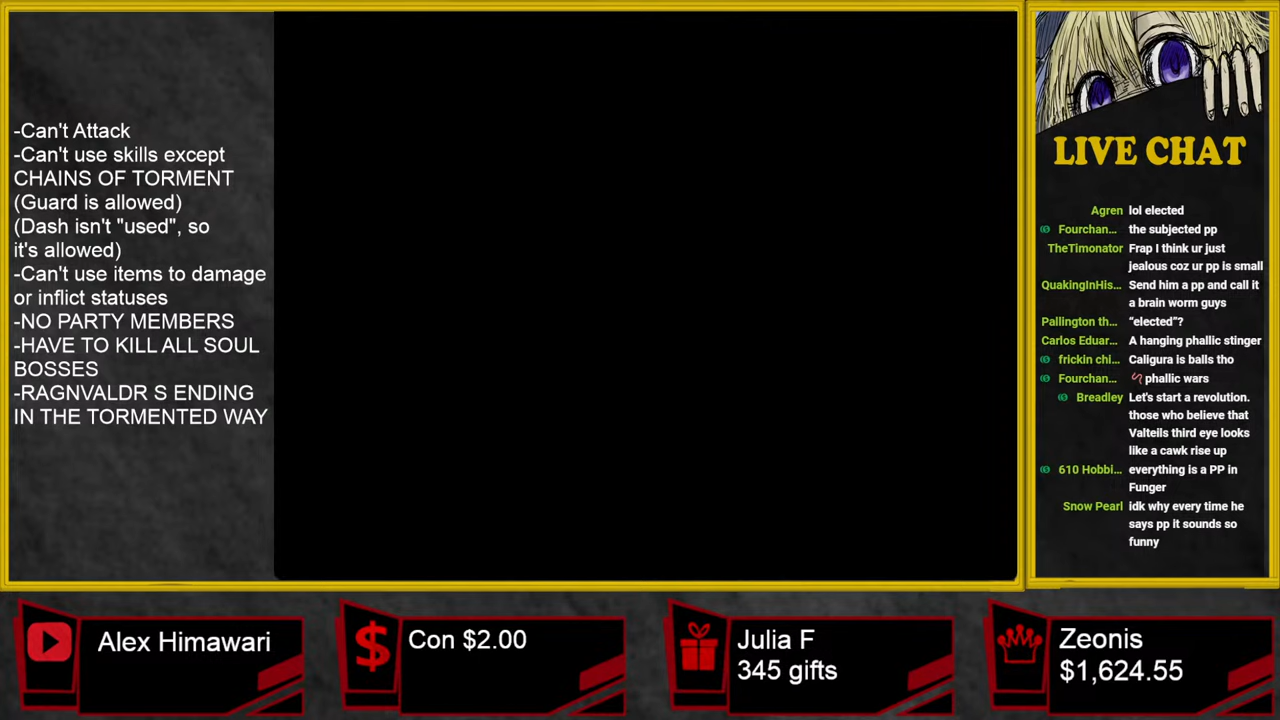 -Can't Attack
-Can't use skills except
CHAINS OF TORMENT
(Guard is allowed)
(Dash isn't "used", so
it's allowed)
-Can't use items to damage
or inflict statuses
-NO PARTY MEMBERS
-HAVE TO KILL ALL SOUL
BOSSES
-RAGNVALDR S ENDING
IN THE TORMENTED WAY
LIVE CHAT
Agren lol elected
Fourchan... the subjected pp
TheTimonator Frap I think ur just
jealous coz ur pp is small
QuakingInHis... Send him a pp and call it
a brain worm guys
Pallington th... “elected”?
Carlos Eduar... A hanging phallic stinger
frickin chi... Caligura is balls tho
Fourchan... phallic wars
Breadley Let's start a revolution.
those who believe that
Valteils third eye looks
like a cawk rise up
610 Hobbi... everything is a PP in
Funger
Snow Pearl idk why every time he
says pp it sounds so
funny
Alex Himawari
Con $2.00
Julia F
345 gifts
Zeonis
$1,624.55